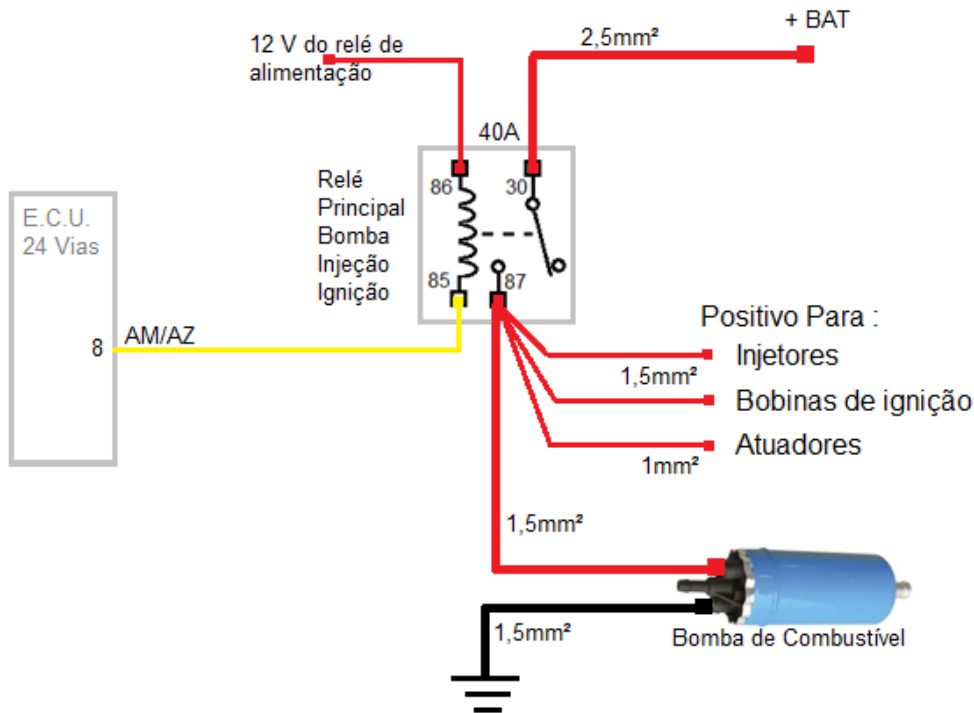 + BAT
12 V do relé de
alimentação
2,5mm²
40A
Relé
Principal
Bomba
Injeção
Ignição
86
30
85
87
E.C.U.
24 Vias
8
AM/AZ
Positivo Para :
Injetores
1,5mm²
Bobinas de ignição
Atuadores
1mm²
1,5mm²
1,5mm²
Bomba de Combustível